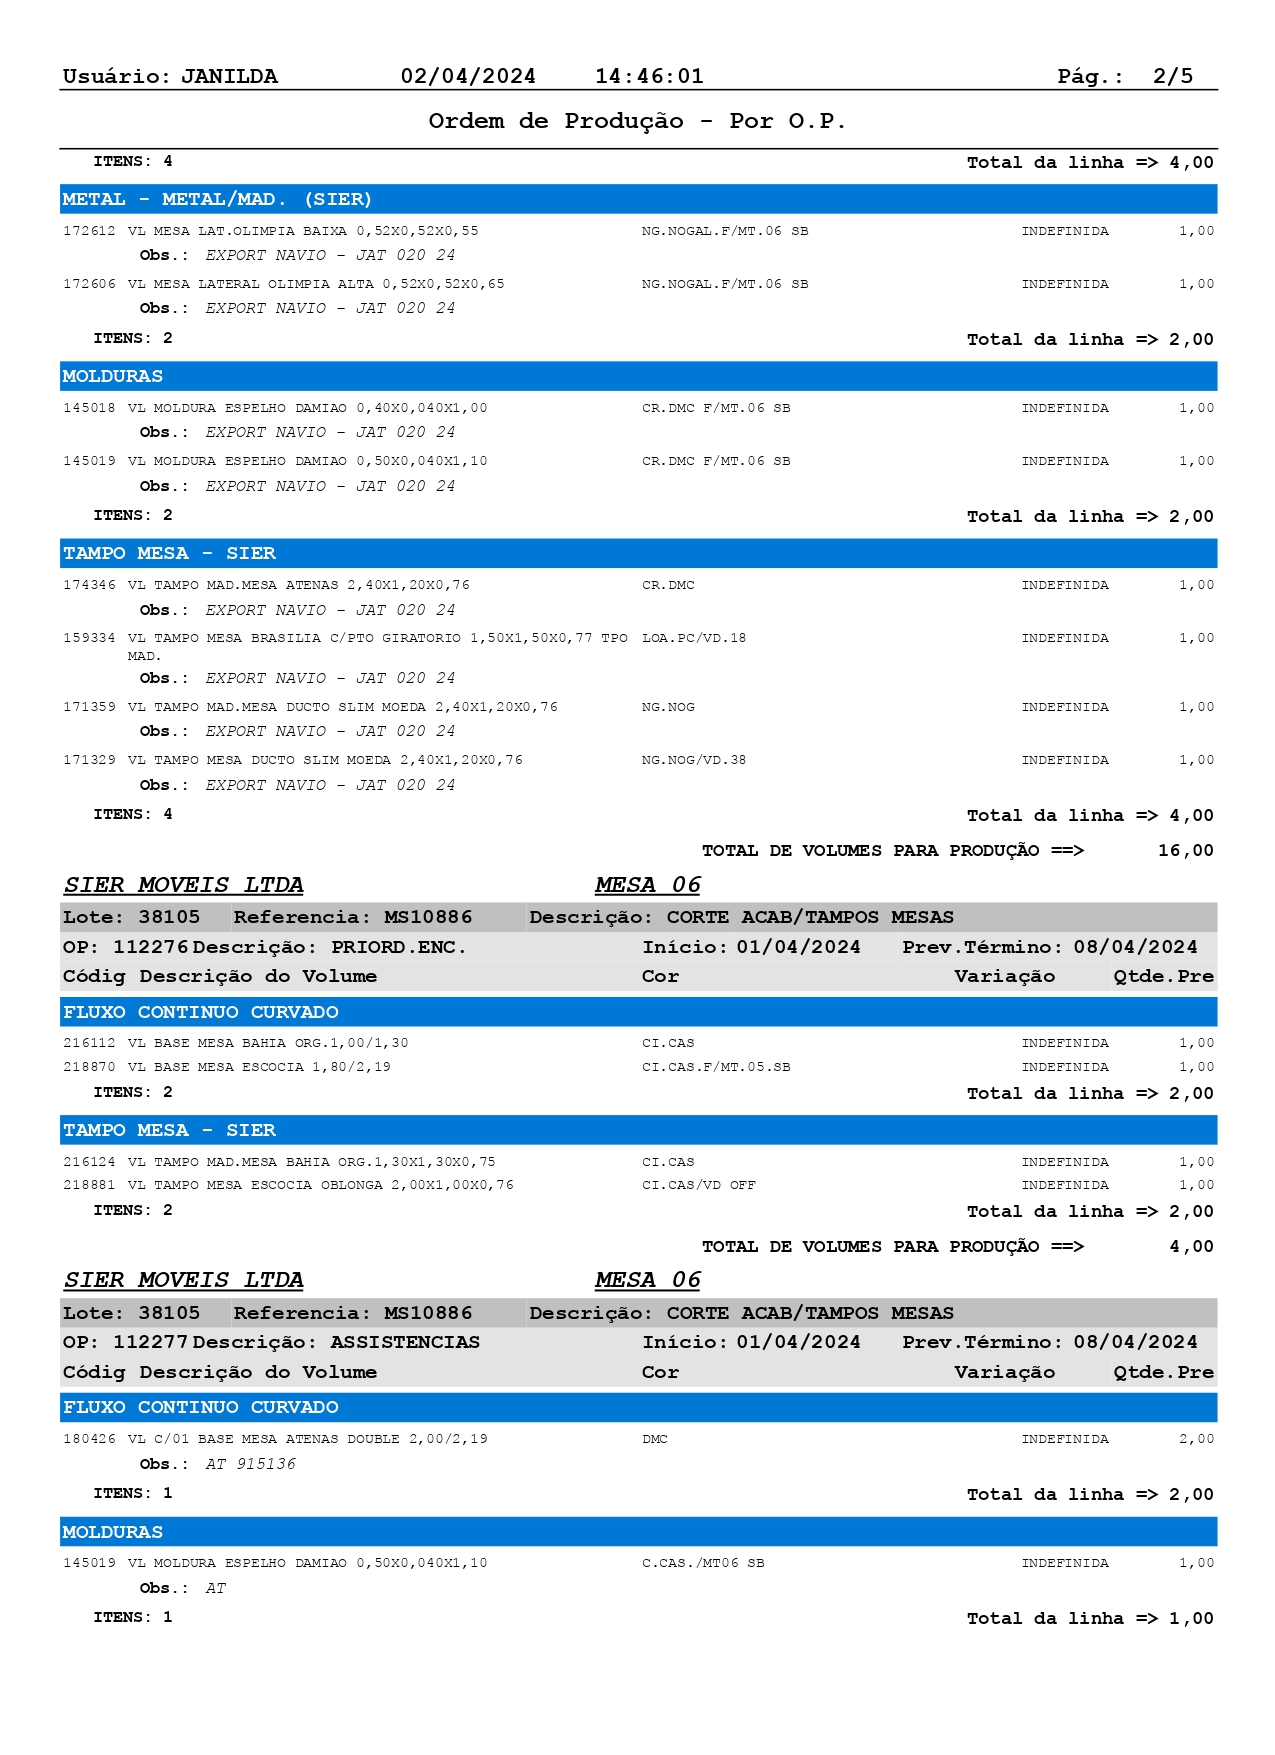 Usuário: JANILDA 02/04/2024 14:46:01 Pág.: 2/5
Ordem de Produção - Por O.P.
ITENS: 4 Total da linha => 4,00
METAL - METAL/MAD. (SIER)
172612 VL MESA LAT.OLIMPIA BAIXA 0,52X0,52X0,55 NG.NOGAL.F/MT.06 SB INDEFINIDA 1,00
Obs.: EXPORT NAVIO - JAT 020 24
172606 VL MESA LATERAL OLIMPIA ALTA 0,52X0,52X0,65 NG.NOGAL.F/MT.06 SB INDEFINIDA 1,00
Obs.: EXPORT NAVIO - JAT 020 24
ITENS: 2 Total da linha => 2,00
MOLDURAS
145018 VL MOLDURA ESPELHO DAMIAO 0,40X0,040X1,00 CR.DMC F/MT.06 SB INDEFINIDA 1,00
Obs.: EXPORT NAVIO - JAT 020 24
145019 VL MOLDURA ESPELHO DAMIAO 0,50X0,040X1,10 CR.DMC F/MT.06 SB INDEFINIDA 1,00
Obs.: EXPORT NAVIO - JAT 020 24
ITENS: 2 Total da linha => 2,00
TAMPO MESA - SIER
174346 VL TAMPO MAD.MESA ATENAS 2,40X1,20X0,76 CR.DMC INDEFINIDA 1,00
Obs.: EXPORT NAVIO - JAT 020 24
159334 VL TAMPO MESA BRASILIA C/PTO GIRATORIO 1,50X1,50X0,77 TPO LOA.PC/VD.18 INDEFINIDA 1,00
MAD.
Obs.: EXPORT NAVIO - JAT 020 24
171359 VL TAMPO MAD.MESA DUCTO SLIM MOEDA 2,40X1,20X0,76 NG.NOG INDEFINIDA 1,00
Obs.: EXPORT NAVIO - JAT 020 24
171329 VL TAMPO MESA DUCTO SLIM MOEDA 2,40X1,20X0,76 NG.NOG/VD.38 INDEFINIDA 1,00
Obs.: EXPORT NAVIO - JAT 020 24
ITENS: 4 Total da linha => 4,00
TOTAL DE VOLUMES PARA PRODUÇÃO ==> 16,00
SIER MOVEIS LTDA MESA 06
Lote: 38105 Referencia: MS10886 Descrição: CORTE ACAB/TAMPOS MESAS
OP: 112276 Descrição: PRIORD.ENC. Início: 01/04/2024 Prev.Término: 08/04/2024
Códig Descrição do Volume Cor Variação Qtde.Pre
FLUXO CONTINUO CURVADO
216112 VL BASE MESA BAHIA ORG.1,00/1,30 CI.CAS INDEFINIDA 1,00
218870 VL BASE MESA ESCOCIA 1,80/2,19 CI.CAS.F/MT.05.SB INDEFINIDA 1,00
ITENS: 2 Total da linha => 2,00
TAMPO MESA - SIER
216124 VL TAMPO MAD.MESA BAHIA ORG.1,30X1,30X0,75 CI.CAS INDEFINIDA 1,00
218881 VL TAMPO MESA ESCOCIA OBLONGA 2,00X1,00X0,76 CI.CAS/VD OFF INDEFINIDA 1,00
ITENS: 2 Total da linha => 2,00
TOTAL DE VOLUMES PARA PRODUÇÃO ==> 4,00
SIER MOVEIS LTDA MESA 06
Lote: 38105 Referencia: MS10886 Descrição: CORTE ACAB/TAMPOS MESAS
OP: 112277 Descrição: ASSISTENCIAS Início: 01/04/2024 Prev.Término: 08/04/2024
Códig Descrição do Volume Cor Variação Qtde.Pre
FLUXO CONTINUO CURVADO
180426 VL C/01 BASE MESA ATENAS DOUBLE 2,00/2,19 DMC INDEFINIDA 2,00
Obs.: AT 915136
ITENS: 1 Total da linha => 2,00
MOLDURAS
145019 VL MOLDURA ESPELHO DAMIAO 0,50X0,040X1,10 C.CAS./MT06 SB INDEFINIDA 1,00
Obs.: AT
ITENS: 1 Total da linha => 1,00